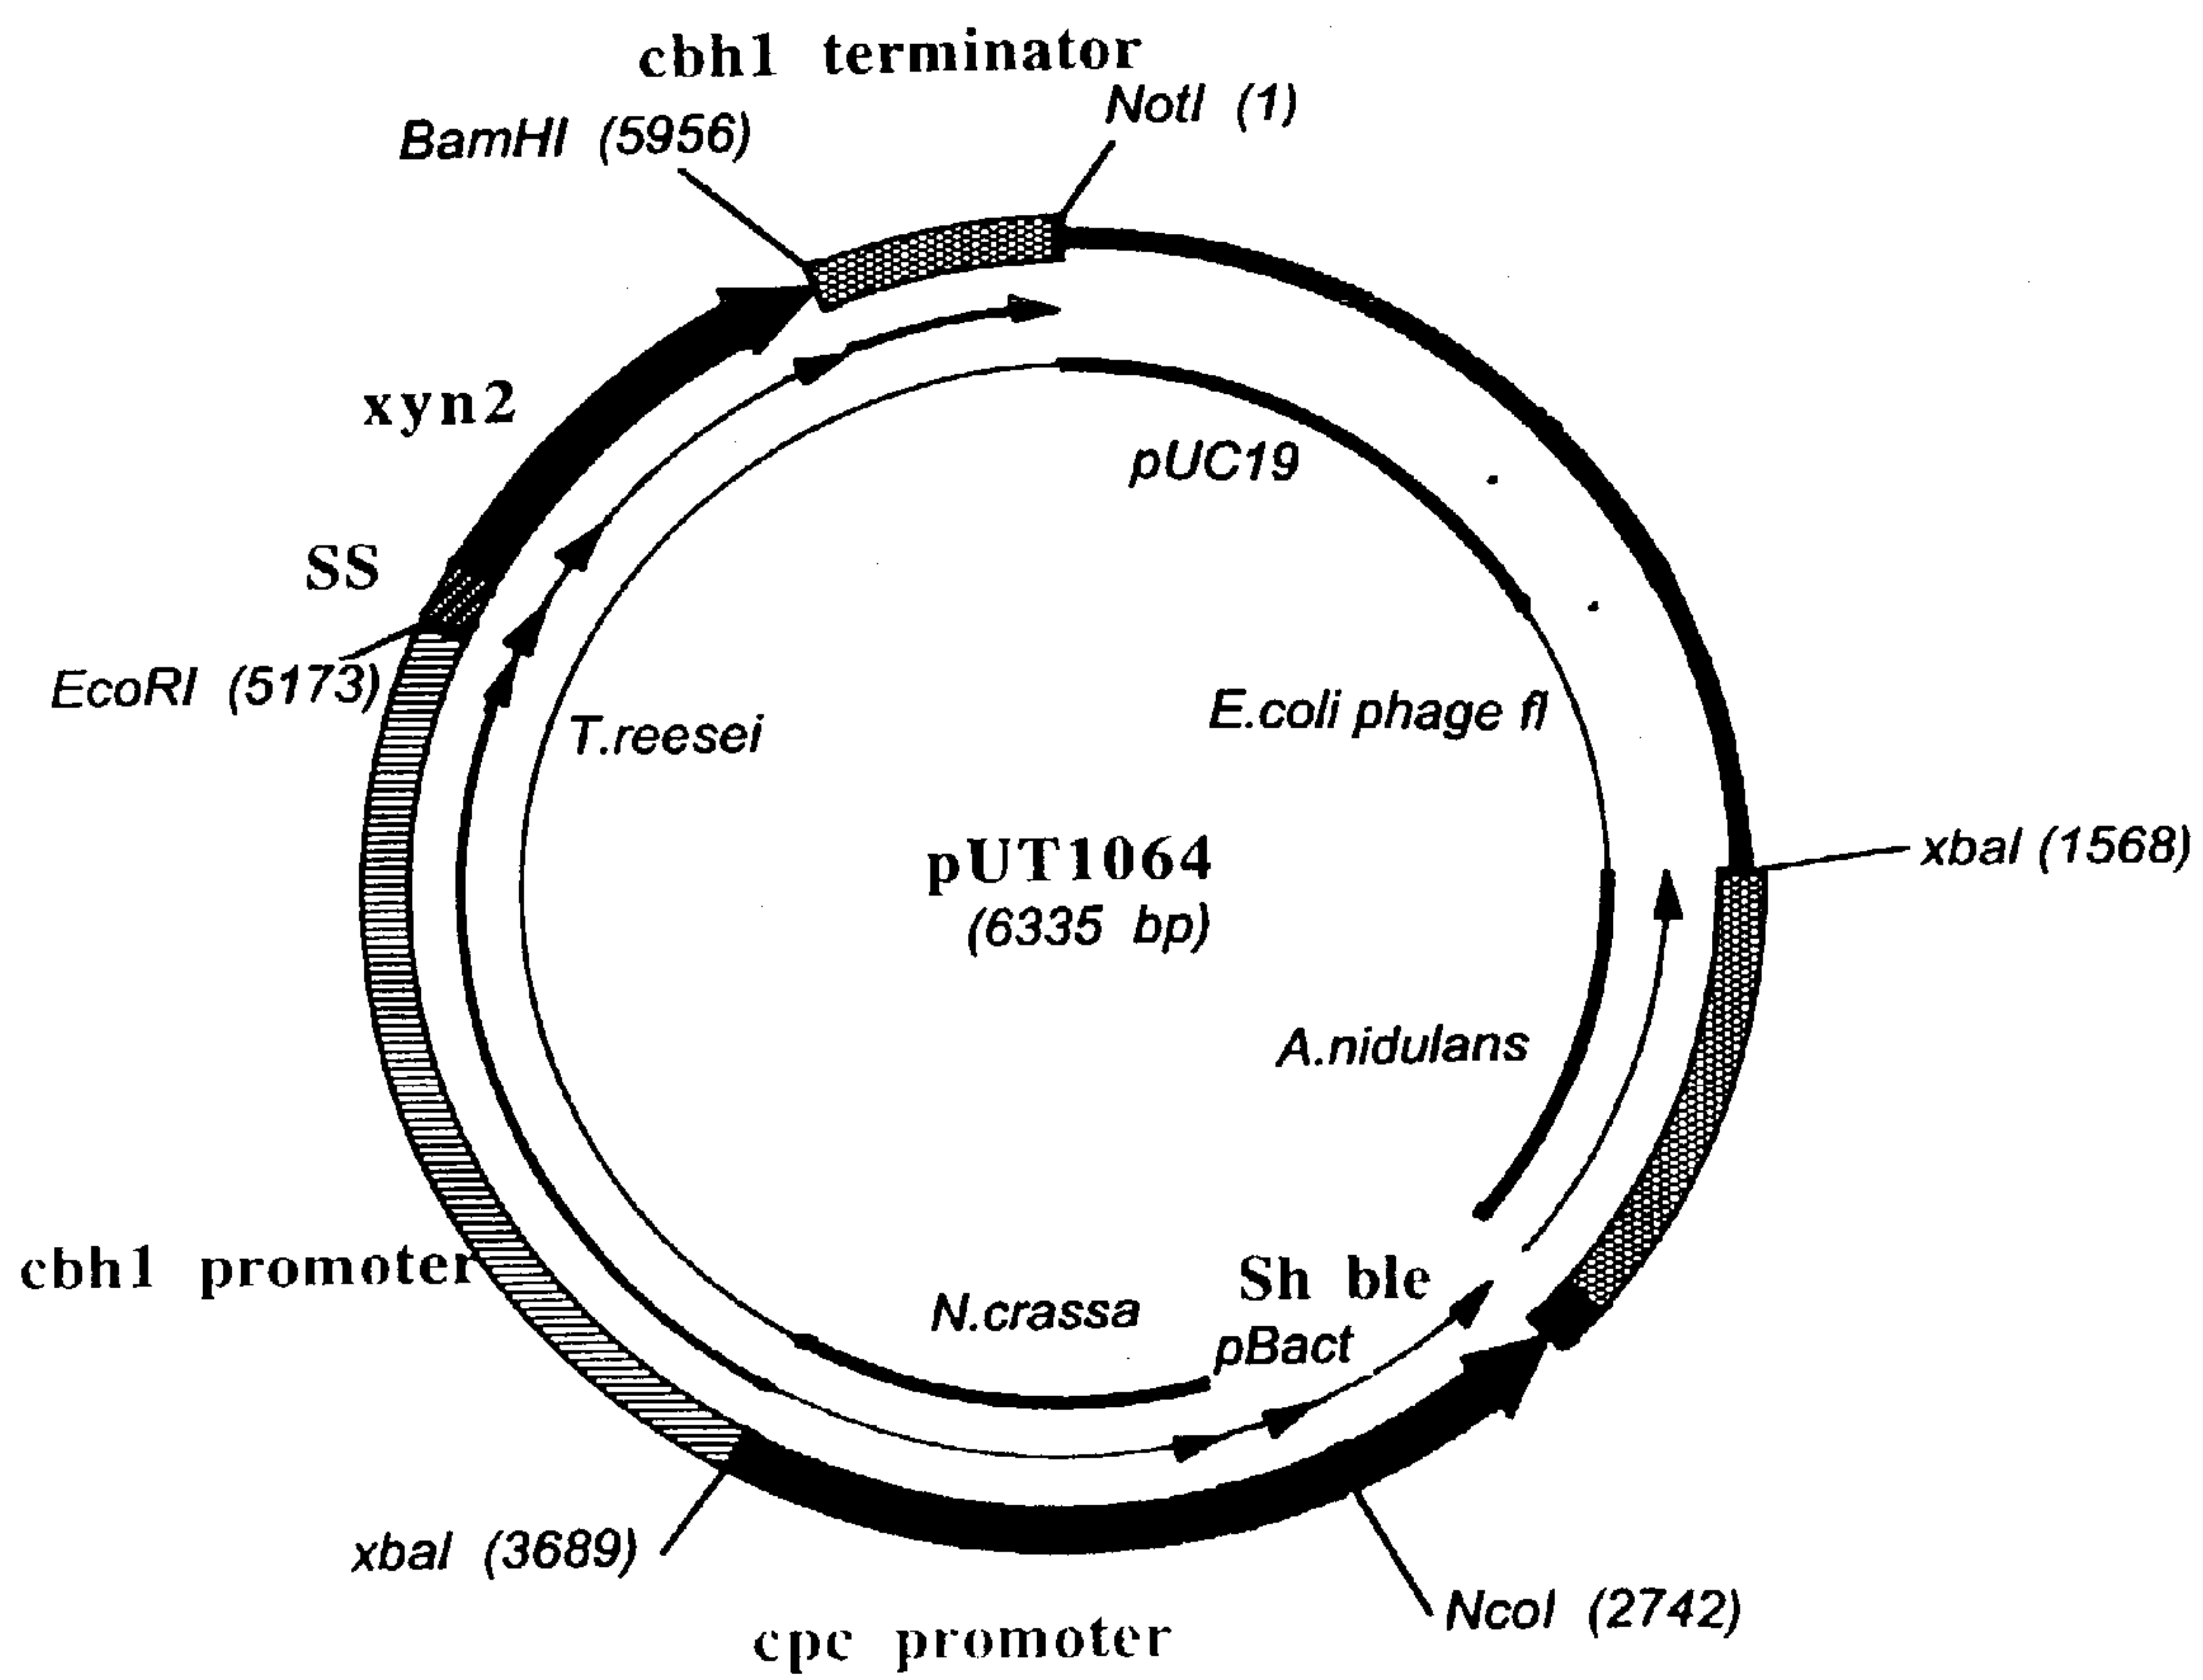 cbh1 terminator
NotI (1)
BamHI (5956)
xyn2
pUC19
SS
EcoRI (5173)
T.reesei
E.coli phage fl
pUT1064
(6335 bp)
xbaI (1568)
A.nidulans
cbh1 promoter
Sh ble
N.crassa
pBact
xbaI (3689)
NcoI (2742)
cpc promoter